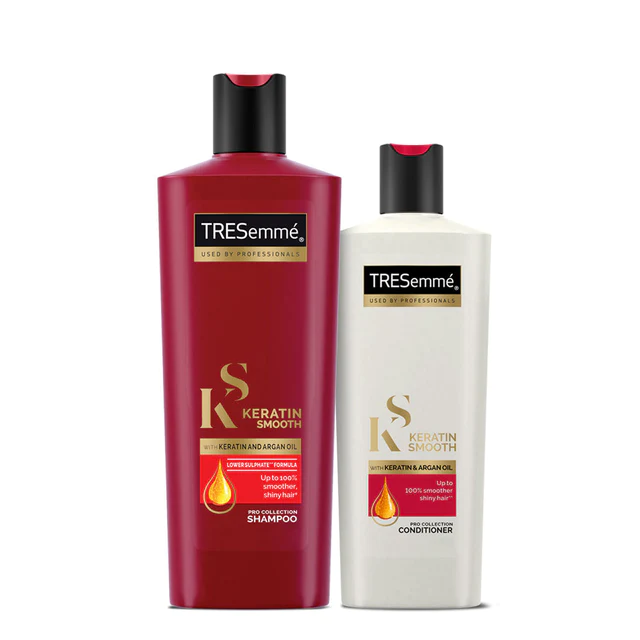 TRESemmé®
USED BY PROFESSIONALS
KS
KERATIN
SMOOTH
WITH KERATIN AND ARGAN OIL
LOWER SULPHATE** FORMULA
Up to 100%
smoother,
shiny hair*
PRO COLLECTION
SHAMPOO
TRESemmé®
USED BY PROFESSIONALS
KS
KERATIN
SMOOTH
WITH KERATIN & ARGAN OIL
Up to
100% smoother
shiny hair**
PRO COLLECTION
CONDITIONER